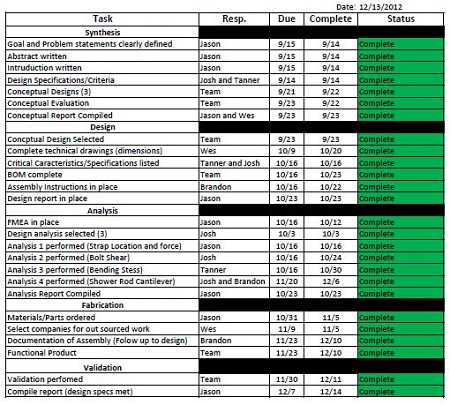 Date: 12/13/2012
Task Resp. Due Complete Status
Synthesis
Goal and Problem statements clearly defined Jason 9/15 9/14 Complete
Abstract written Jason 9/15 9/14 Complete
Intruduction written Jason 9/15 9/14 Complete
Design Specifications/Criteria Josh and Tanner 9/14 9/14 Complete
Conceptual Designs (3) Team 9/21 9/22 Complete
Conceptual Evaluation Team 9/23 9/22 Complete
Conceptual Report Compiled Jason and Wes 9/23 9/23 Complete
Design
Concptual Design Selected Team 9/23 9/23 Complete
Complete technical drawings (dimensions) Wes 10/9 10/20 Complete
Critical Caracteristics/Specifications listed Tanner and Josh 10/16 10/16 Complete
BOM complete Team 10/16 10/23 Complete
Assembly Instructions in place Brandon 10/16 10/22 Complete
Design report in place Jason 10/23 10/23 Complete
Analysis
FMEA in place Jason 10/16 10/12 Complete
Design analysis selected (3) Josh 10/3 10/3 Complete
Analysis 1 performed (Strap Location and force) Jason 10/16 10/16 Complete
Analysis 2 performed (Bolt Shear) Josh 10/16 10/24 Complete
Analysis 3 performed (Bending Stess) Tanner 10/16 10/30 Complete
Analysis 4 performed (Shower Rod Cantilever) Josh and Brandon 11/20 12/6 Complete
Analysis Report Compiled Jason 10/23 10/23 Complete
Fabrication
Materials/Parts ordered Jason 10/31 11/5 Complete
Select companies for out sourced work Wes 11/9 11/5 Complete
Documentation of Assembly (Folow up to design) Brandon 11/23 12/10 Complete
Functional Product Team 11/23 12/10 Complete
Validation
Validation perfomed Team 11/30 12/11 Complete
Compile report (design specs met) Jason 12/7 12/14 Complete